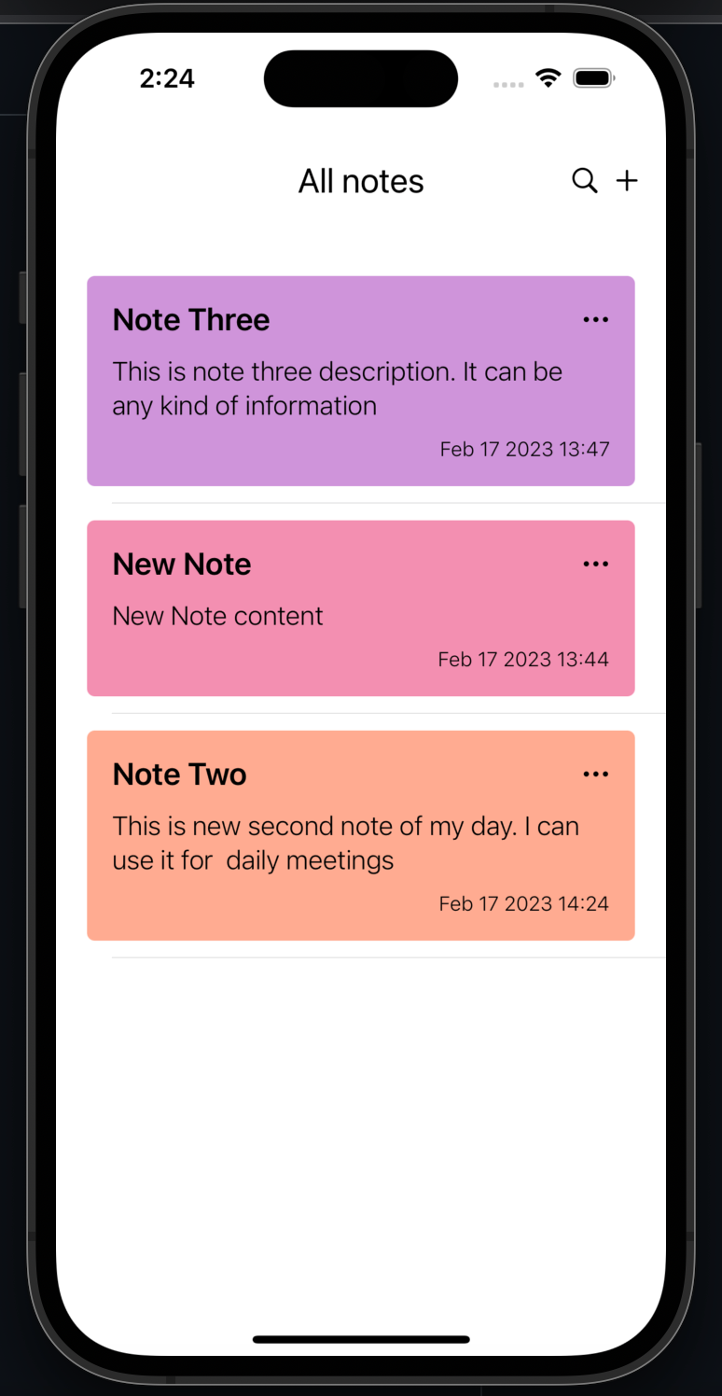 2:24
All notes
Note Three
This is note three description. It can be
any kind of information
Feb 17 2023 13:47
New Note
New Note content
Feb 17 2023 13:44
Note Two
This is new second note of my day. I can
use it for  daily meetings
Feb 17 2023 14:24